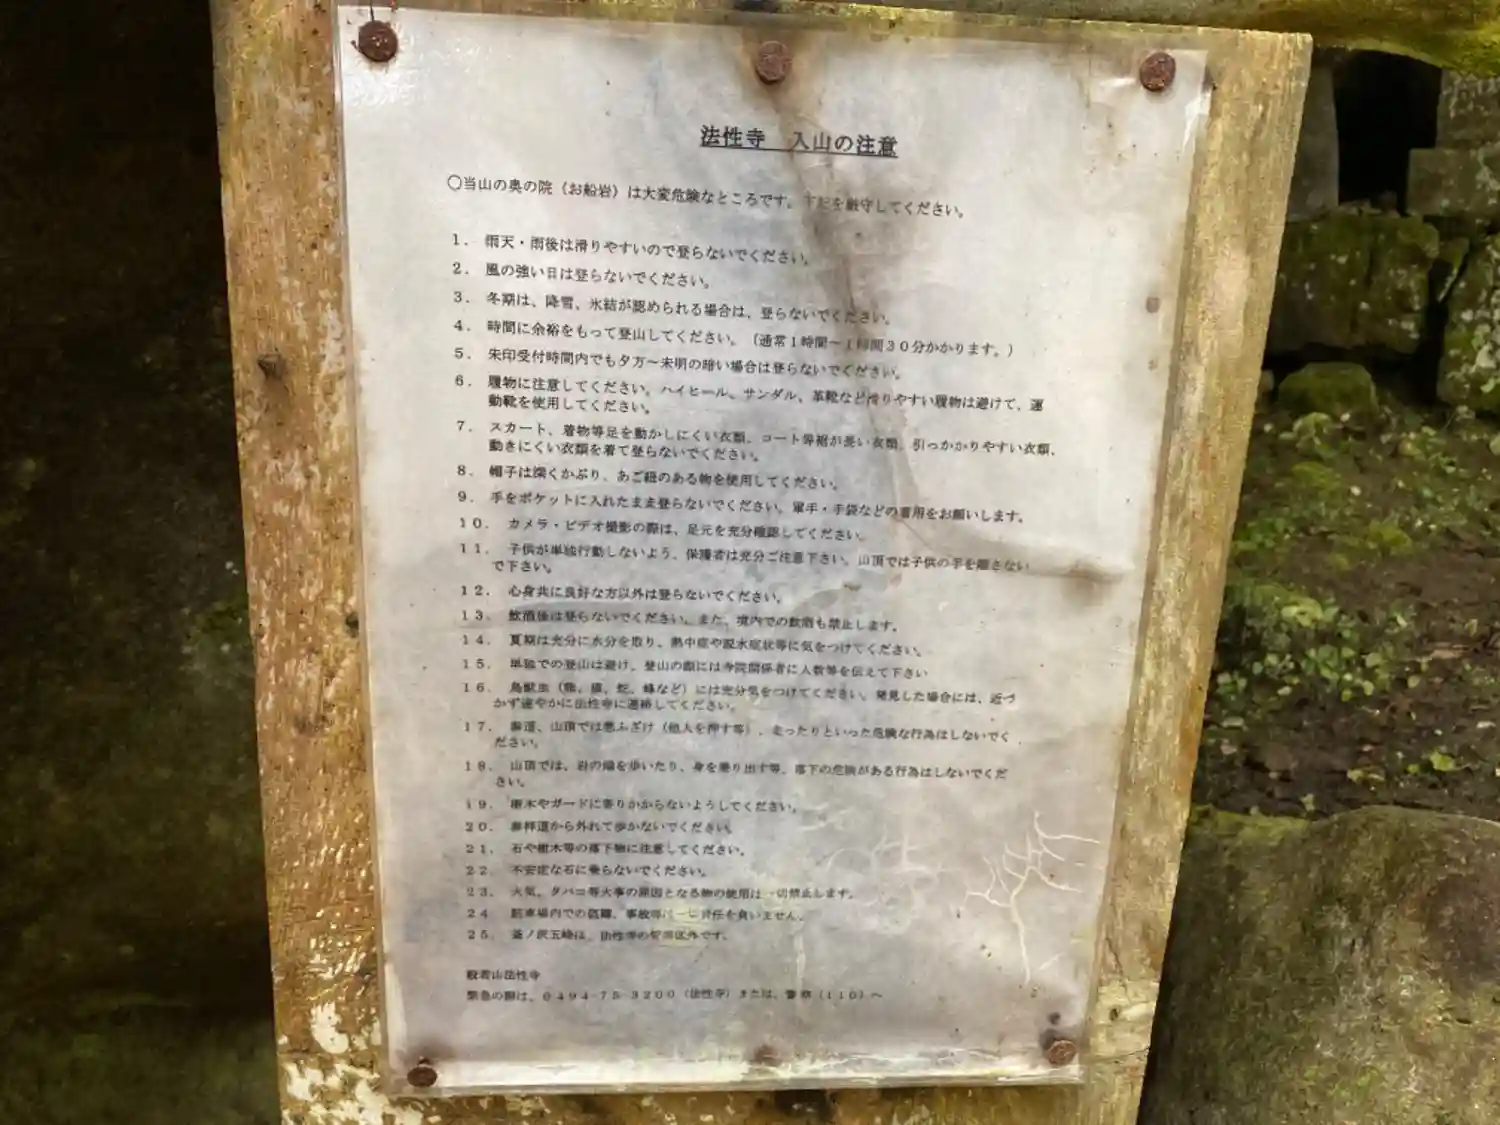 法性寺　入山の注意
〇当山の奥の院（お船岩）は大変危険なところです。下記を厳守してください。
１．雨天・雨後は滑りやすいので登らないでください。
２．風の強い日は登らないでください。
３．冬期は、降雪、氷結が認められる場合は、登らないでください。
４．時間に余裕をもって登山してください。（通常１時間～１時間３０分かかります。）
５．朱印受付時間内でも夕方～未明の暗い場合は登らないでください。
６．履物に注意してください。ハイヒール、サンダル、革靴など滑りやすい履物は避けて、運
動靴を使用してください。
７．スカート、着物等足を動かしにくい衣類、コート等裾が長い衣類、引っかかりやすい衣類、
動きにくい衣類を着て登らないでください。
８．帽子は深くかぶり、あご紐のある物を使用してください。
９．手をポケットに入れたまま登らないでください。軍手・手袋などの着用をお願いします。
１０．カメラ・ビデオ撮影の際は、足元を充分確認してください。
１１．子供が単独行動しないよう、保護者は充分ご注意下さい。山頂では子供の手を離さない
で下さい。
１２．心身共に良好な方以外は登らないでください。
１３．飲酒後は登らないでください。また、境内での飲酒も禁止します。
１４．夏期は充分に水分を取り、熱中症や脱水症状等に気をつけてください。
１５．単独での登山は避け、登山の際には寺院関係者に人数等を伝えて下さい
１６．鳥獣虫（熊、猿、蛇、蜂など）には充分気をつけてください。発見した場合には、近づ
かず速やかに法性寺に連絡してください。
１７．参道、山頂では悪ふざけ（他人を押す等）、走ったりといった危険な行為はしないでく
ださい。
１８．山頂では、岩の端を歩いたり、身を乗り出す等、落下の危険がある行為はしないでくだ
さい。
１９．樹木やガードに寄りかからないようしてください。
２０．参拝道から外れて歩かないでください。
２１．石や樹木等の落下物に注意してください。
２２．不安定な石に乗らないでください。
２３．火気、タバコ等火事の原因となる物の使用は一切禁止します。
２４．駐車場内での盗難、事故等は一切責任を負いません。
２５．釜ノ沢五峰は、法性寺の管理区外です。
般若山法性寺
緊急の際は、０４９４-７５-３２００（法性寺）または、警察（１１０）へ